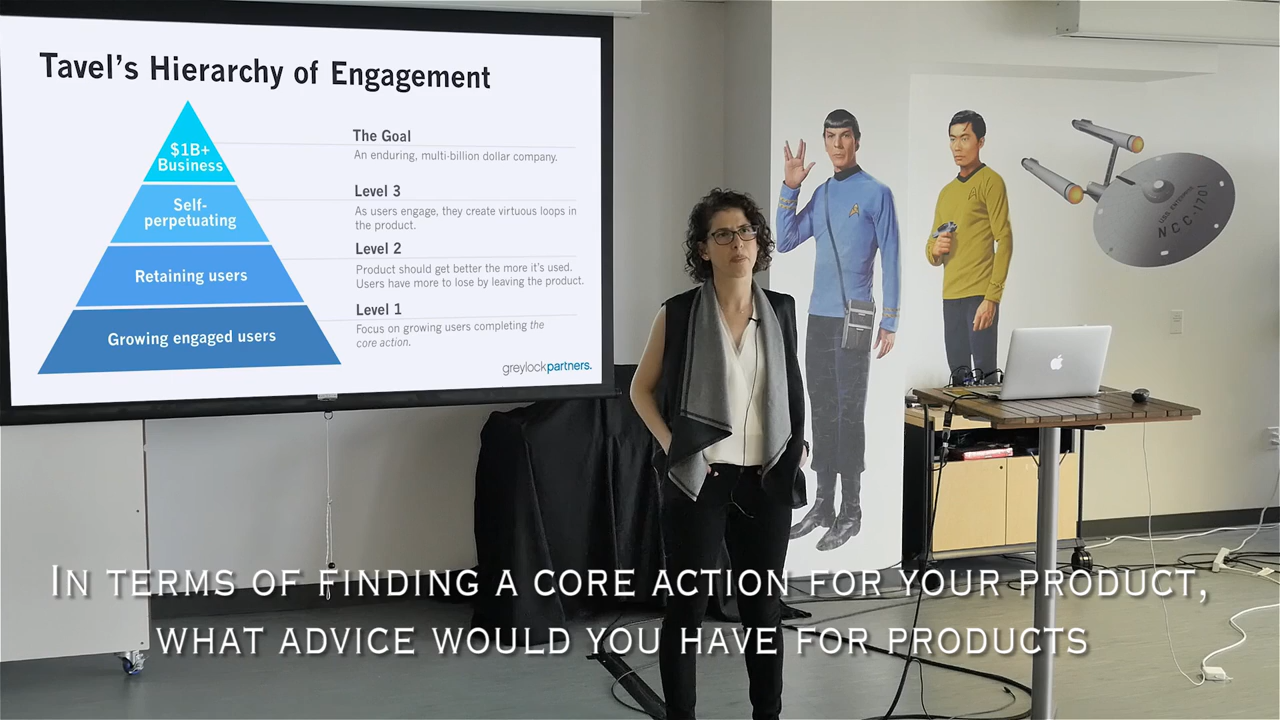 Tavel's Hierarchy of Engagement
$1B+
Business
The Goal
An enduring, multi-billion dollar company.
Self-
perpetuating
Level 3
As users engage, they create virtuous loops in
the product.
Retaining users
Level 2
Product should get better the more it's used.
Users have more to lose by leaving the product.
Growing engaged users
Level 1
Focus on growing users completing the
core action.
greylockpartners.
USS ENTERPRISE
NCC-1701
IN TERMS OF FINDING A CORE ACTION FOR YOUR PRODUCT,
WHAT ADVICE WOULD YOU HAVE FOR PRODUCTS